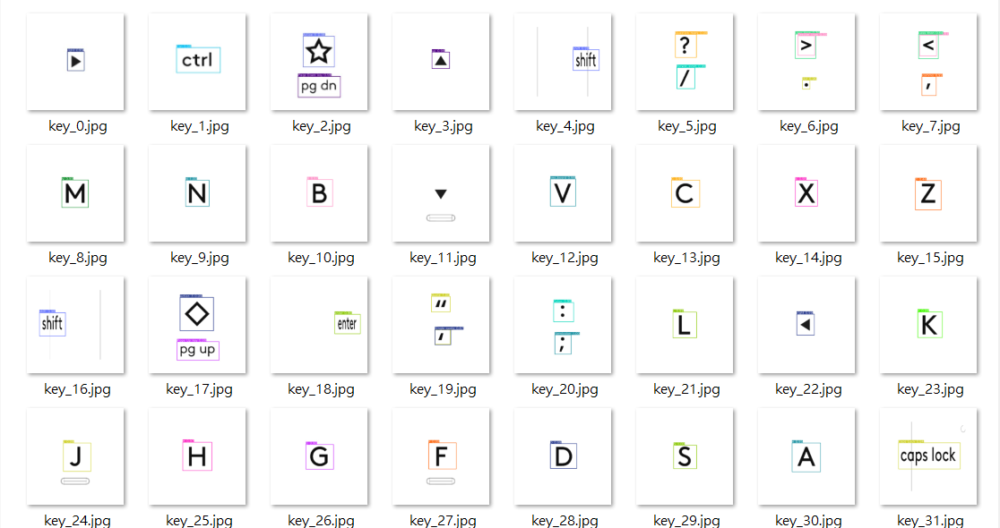 ctrl
pg dn
shift
?
/
>
.
<
,
key_0.jpg key_1.jpg key_2.jpg key_3.jpg key_4.jpg key_5.jpg key_6.jpg key_7.jpg
M N B V C X Z
key_8.jpg key_9.jpg key_10.jpg key_11.jpg key_12.jpg key_13.jpg key_14.jpg key_15.jpg
shift
pg up
enter
"
'
:
;
L
K
key_16.jpg key_17.jpg key_18.jpg key_19.jpg key_20.jpg key_21.jpg key_22.jpg key_23.jpg
J H G F D S A caps lock
key_24.jpg key_25.jpg key_26.jpg key_27.jpg key_28.jpg key_29.jpg key_30.jpg key_31.jpg